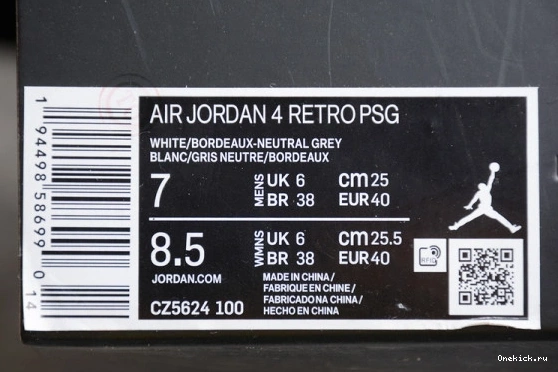 AIR JORDAN 4 RETRO PSG
WHITE/BORDEAUX-NEUTRAL GREY
BLANC/GRIS NEUTRE/BORDEAUX
7 MENS UK 6 cm 25
BR 38 EUR 40
8.5 WMNS UK 6 cm 25.5
BR 38 EUR 40
RFID
JORDAN.COM
CZ5624 100
MADE IN CHINA/
FABRIQUE EN CHINE/
FABRICADO NA CHINA/
HECHO EN CHINA
1 94498 58699 0 14
Onekick.ru